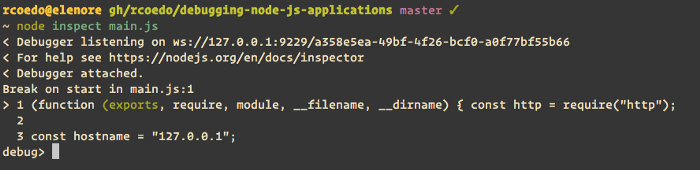 rcoedo@elenore gh/rcoedo/debugging-node-js-applications master ✓
~ node inspect main.js
< Debugger listening on ws://127.0.0.1:9229/a358e5ea-49bf-4f26-bcf0-a0f77bf55b66
< For help see https://nodejs.org/en/docs/inspector
< Debugger attached.
Break on start in main.js:1
> 1 (function (exports, require, module, __filename, __dirname) { const http = require("http");
2
3 const hostname = "127.0.0.1";
debug>